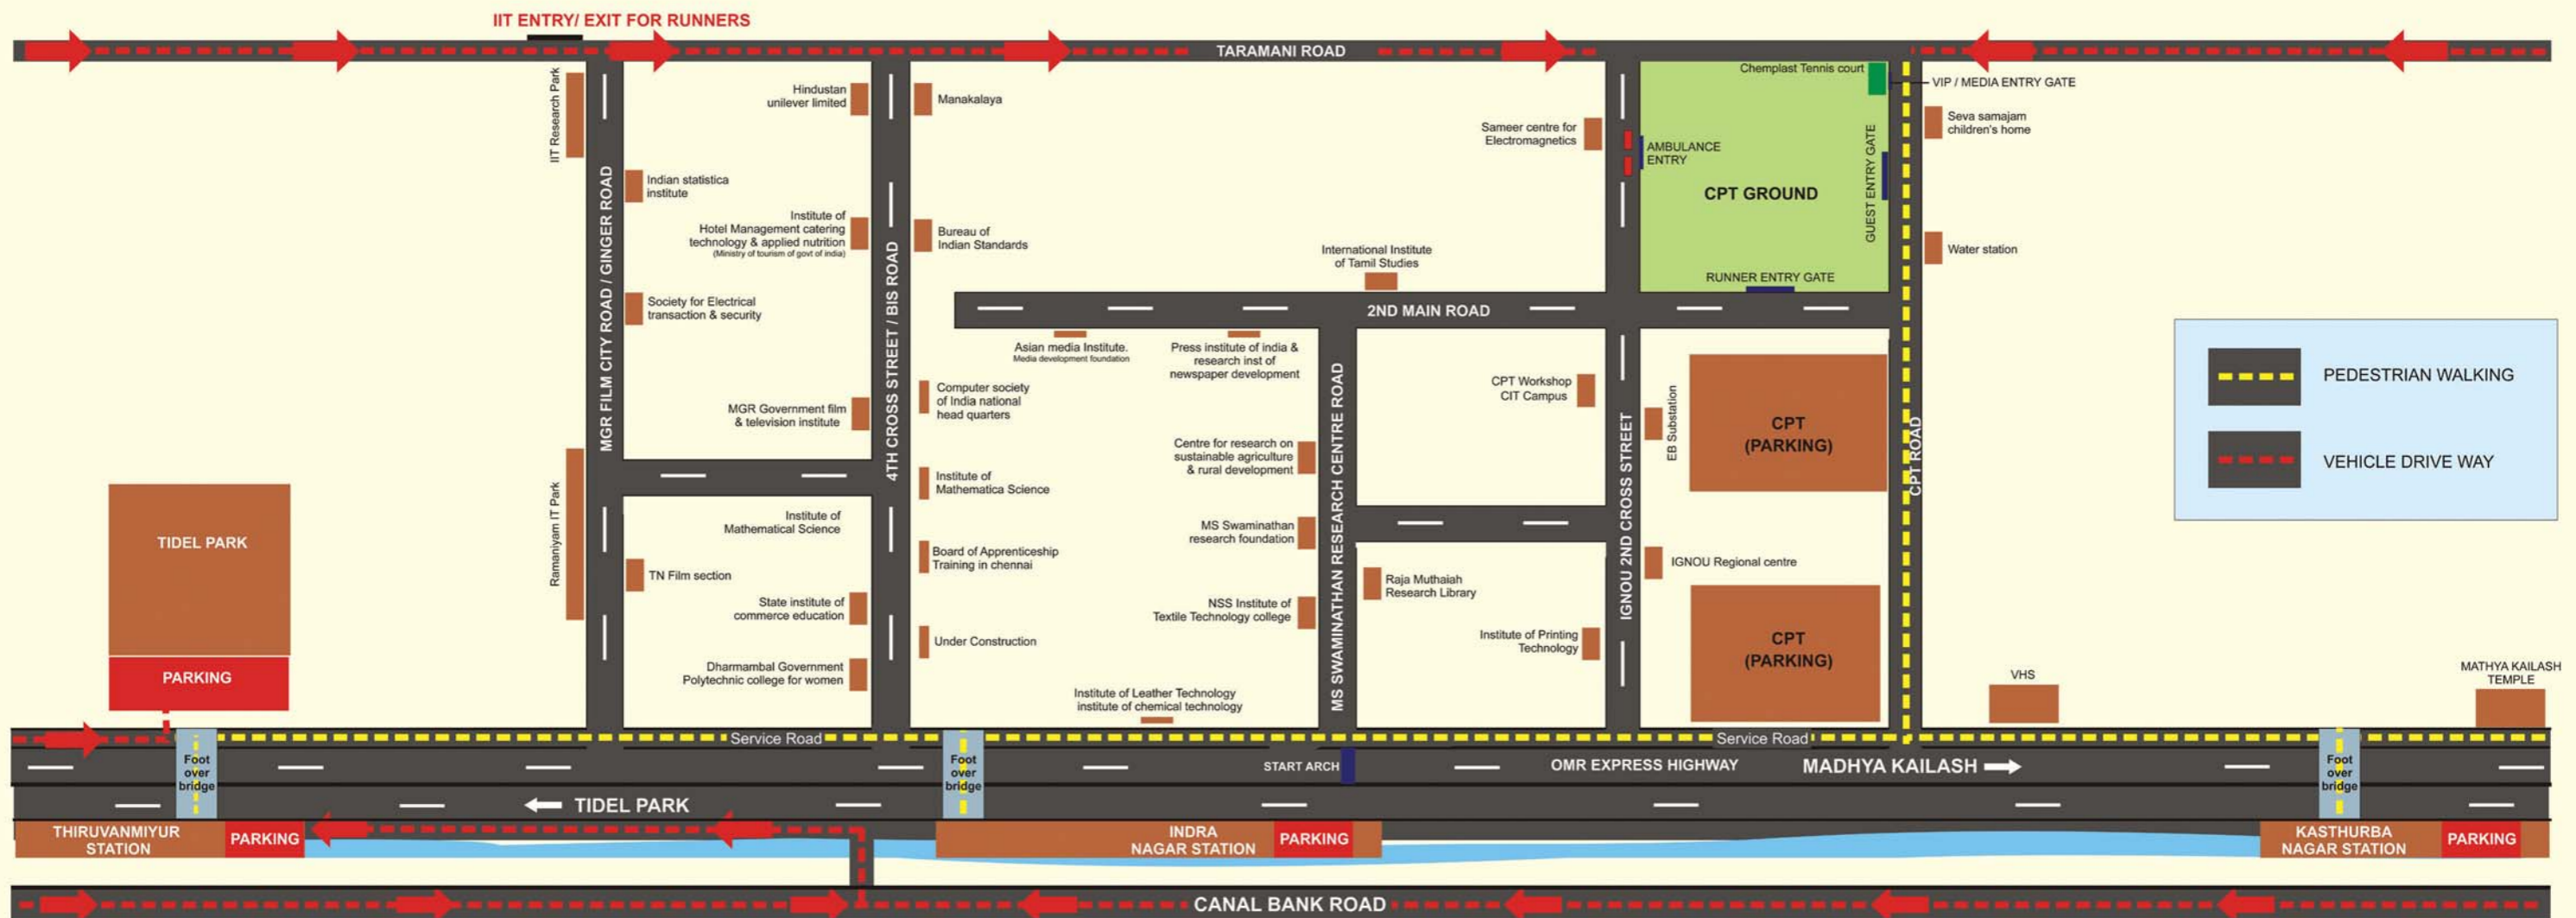 IIT ENTRY/ EXIT FOR RUNNERS
TARAMANI ROAD
IIT Research Park
MGR FILM CITY ROAD / GINGER ROAD
Indian statistica
institute
Society for Electrical
transaction & security
Hindustan
unilever limited
Institute of
Hotel Management catering
technology & applied nutrition
(Ministry of tourism of govt of india)
MGR Government film
& television institute
4TH CROSS STREET / BIS ROAD
Manakalaya
Bureau of
Indian Standards
Computer society
of India national
head quarters
Institute of
Mathematica Science
Board of Apprenticeship
Training in chennai
Under Construction
Ramaniyam IT Park
Institute of
Mathematical Science
TN Film section
State institute of
commerce education
Dharmambal Government
Polytechnic college for women
Sameer centre for
Electromagnetics
AMBULANCE
ENTRY
Chemplast Tennis court
VIP / MEDIA ENTRY GATE
CPT GROUND
GUEST ENTRY GATE
RUNNER ENTRY GATE
Seva samajam
children's home
Water station
International Institute
of Tamil Studies
2ND MAIN ROAD
Asian media Institute.
Media development foundation
Press institute of india &
research inst of
newspaper development
MS SWAMINATHAN RESEARCH CENTRE ROAD
Centre for research on
sustainable agriculture
& rural development
MS Swaminathan
research foundation
NSS Institute of
Textile Technology college
Institute of Leather Technology
institute of chemical technology
CPT Workshop
CIT Campus
Raja Muthaiah
Research Library
Institute of Printing
Technology
IGNOU 2ND CROSS STREET
EB Substation
IGNOU Regional centre
CPT
(PARKING)
CPT
(PARKING)
CPT ROAD
PEDESTRIAN WALKING
VEHICLE DRIVE WAY
TIDEL PARK
PARKING
VHS
MATHYA KAILASH
TEMPLE
Service Road
Service Road
Foot
over
bridge
Foot
over
bridge
START ARCH
OMR EXPRESS HIGHWAY
MADHYA KAILASH
Foot
over
bridge
TIDEL PARK
THIRUVANMIYUR
STATION
PARKING
INDRA
NAGAR STATION
PARKING
KASTHURBA
NAGAR STATION
PARKING
CANAL BANK ROAD